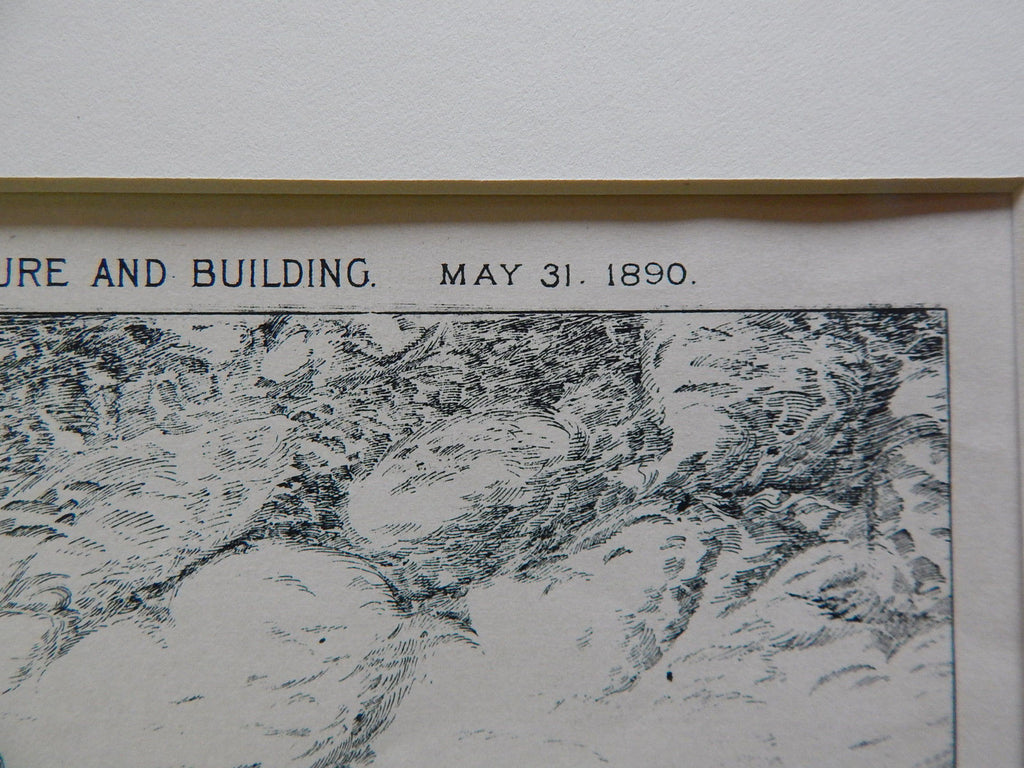 URE AND BUILDING. MAY 31. 1890.